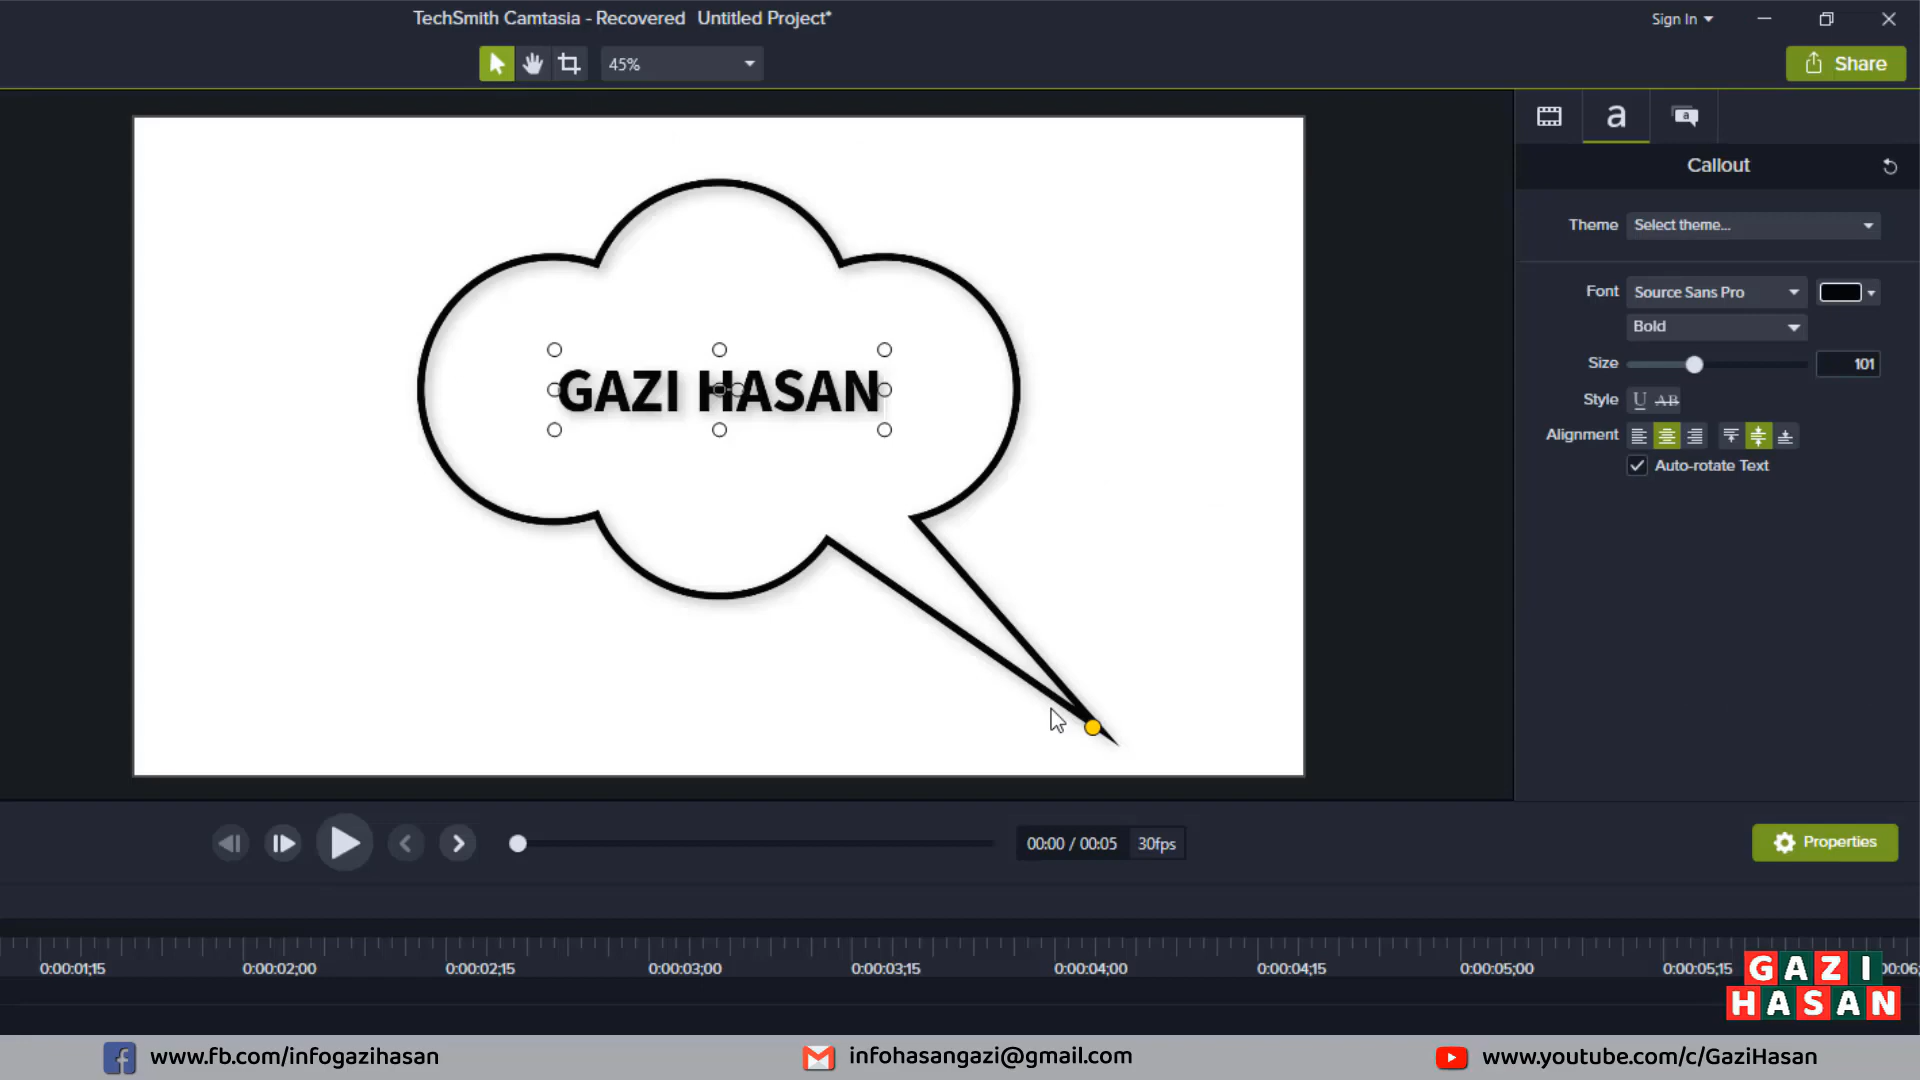 TechSmith Camtasia - Recovered Untitled Project*
Sign In
45%
Share
a
a
Callout
Theme Select theme...
Font Source Sans Pro
Bold
Size 101
Style U AB
Alignment
Auto-rotate Text
GAZI HASAN
00:00 / 00:05 30fps
Properties
0:00:01;15 0:00:02;00 0:00:02;15 0:00:03;00 0:00:03;15 0:00:04;00 0:00:04;15 0:00:05;00 0:00:05;15 00:06;
GAZI
HASAN
www.fb.com/infogazihasan infohasangazi@gmail.com www.youtube.com/c/GaziHasan